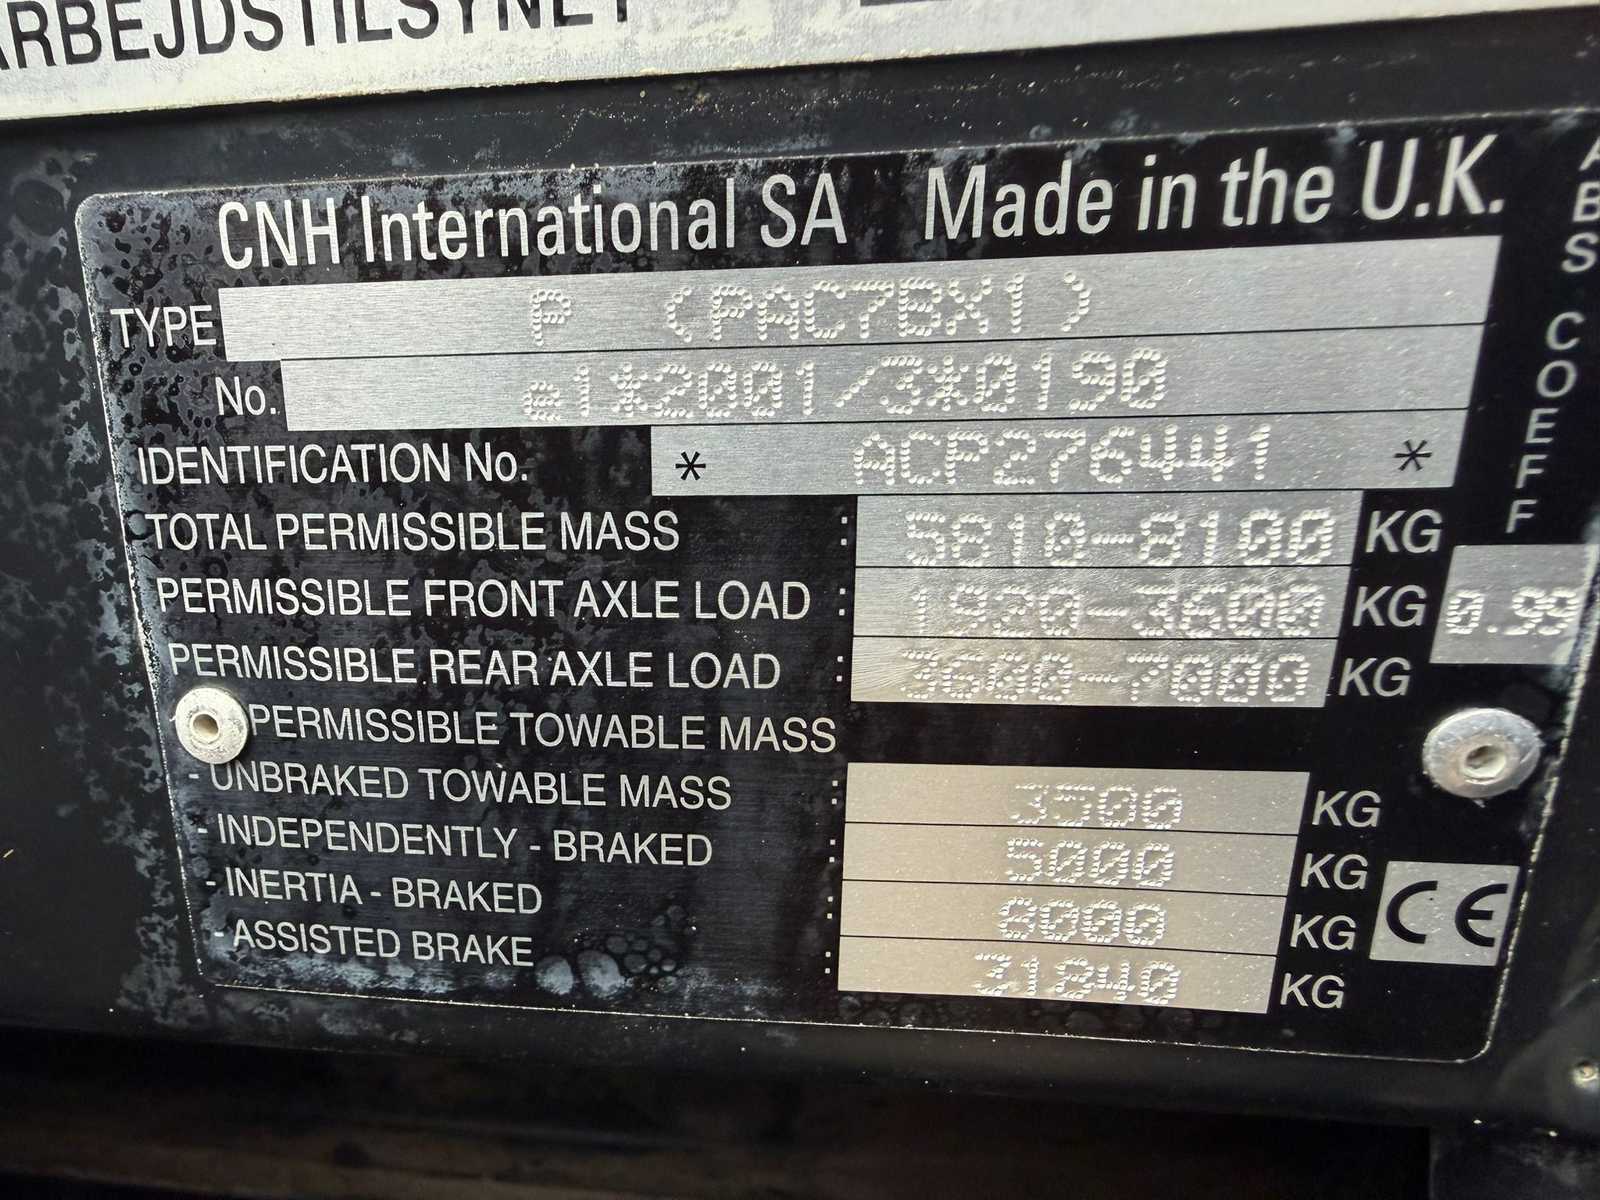 ARBEJDSTILSYNET
CNH International SA Made in the U.K.
TYPE P (PAC7BX1)
No. e1*2001/3*0190
IDENTIFICATION No. * ACP276441 *
TOTAL PERMISSIBLE MASS : 5810-8100 KG
PERMISSIBLE FRONT AXLE LOAD : 1920-3600 KG
PERMISSIBLE REAR AXLE LOAD : 3600-7000 KG
PERMISSIBLE TOWABLE MASS
- UNBRAKED TOWABLE MASS : 3500 KG
- INDEPENDENTLY - BRAKED : 5000 KG
- INERTIA - BRAKED : 8000 KG
- ASSISTED BRAKE : 31840 KG
ABS COEFF
0.99
CE